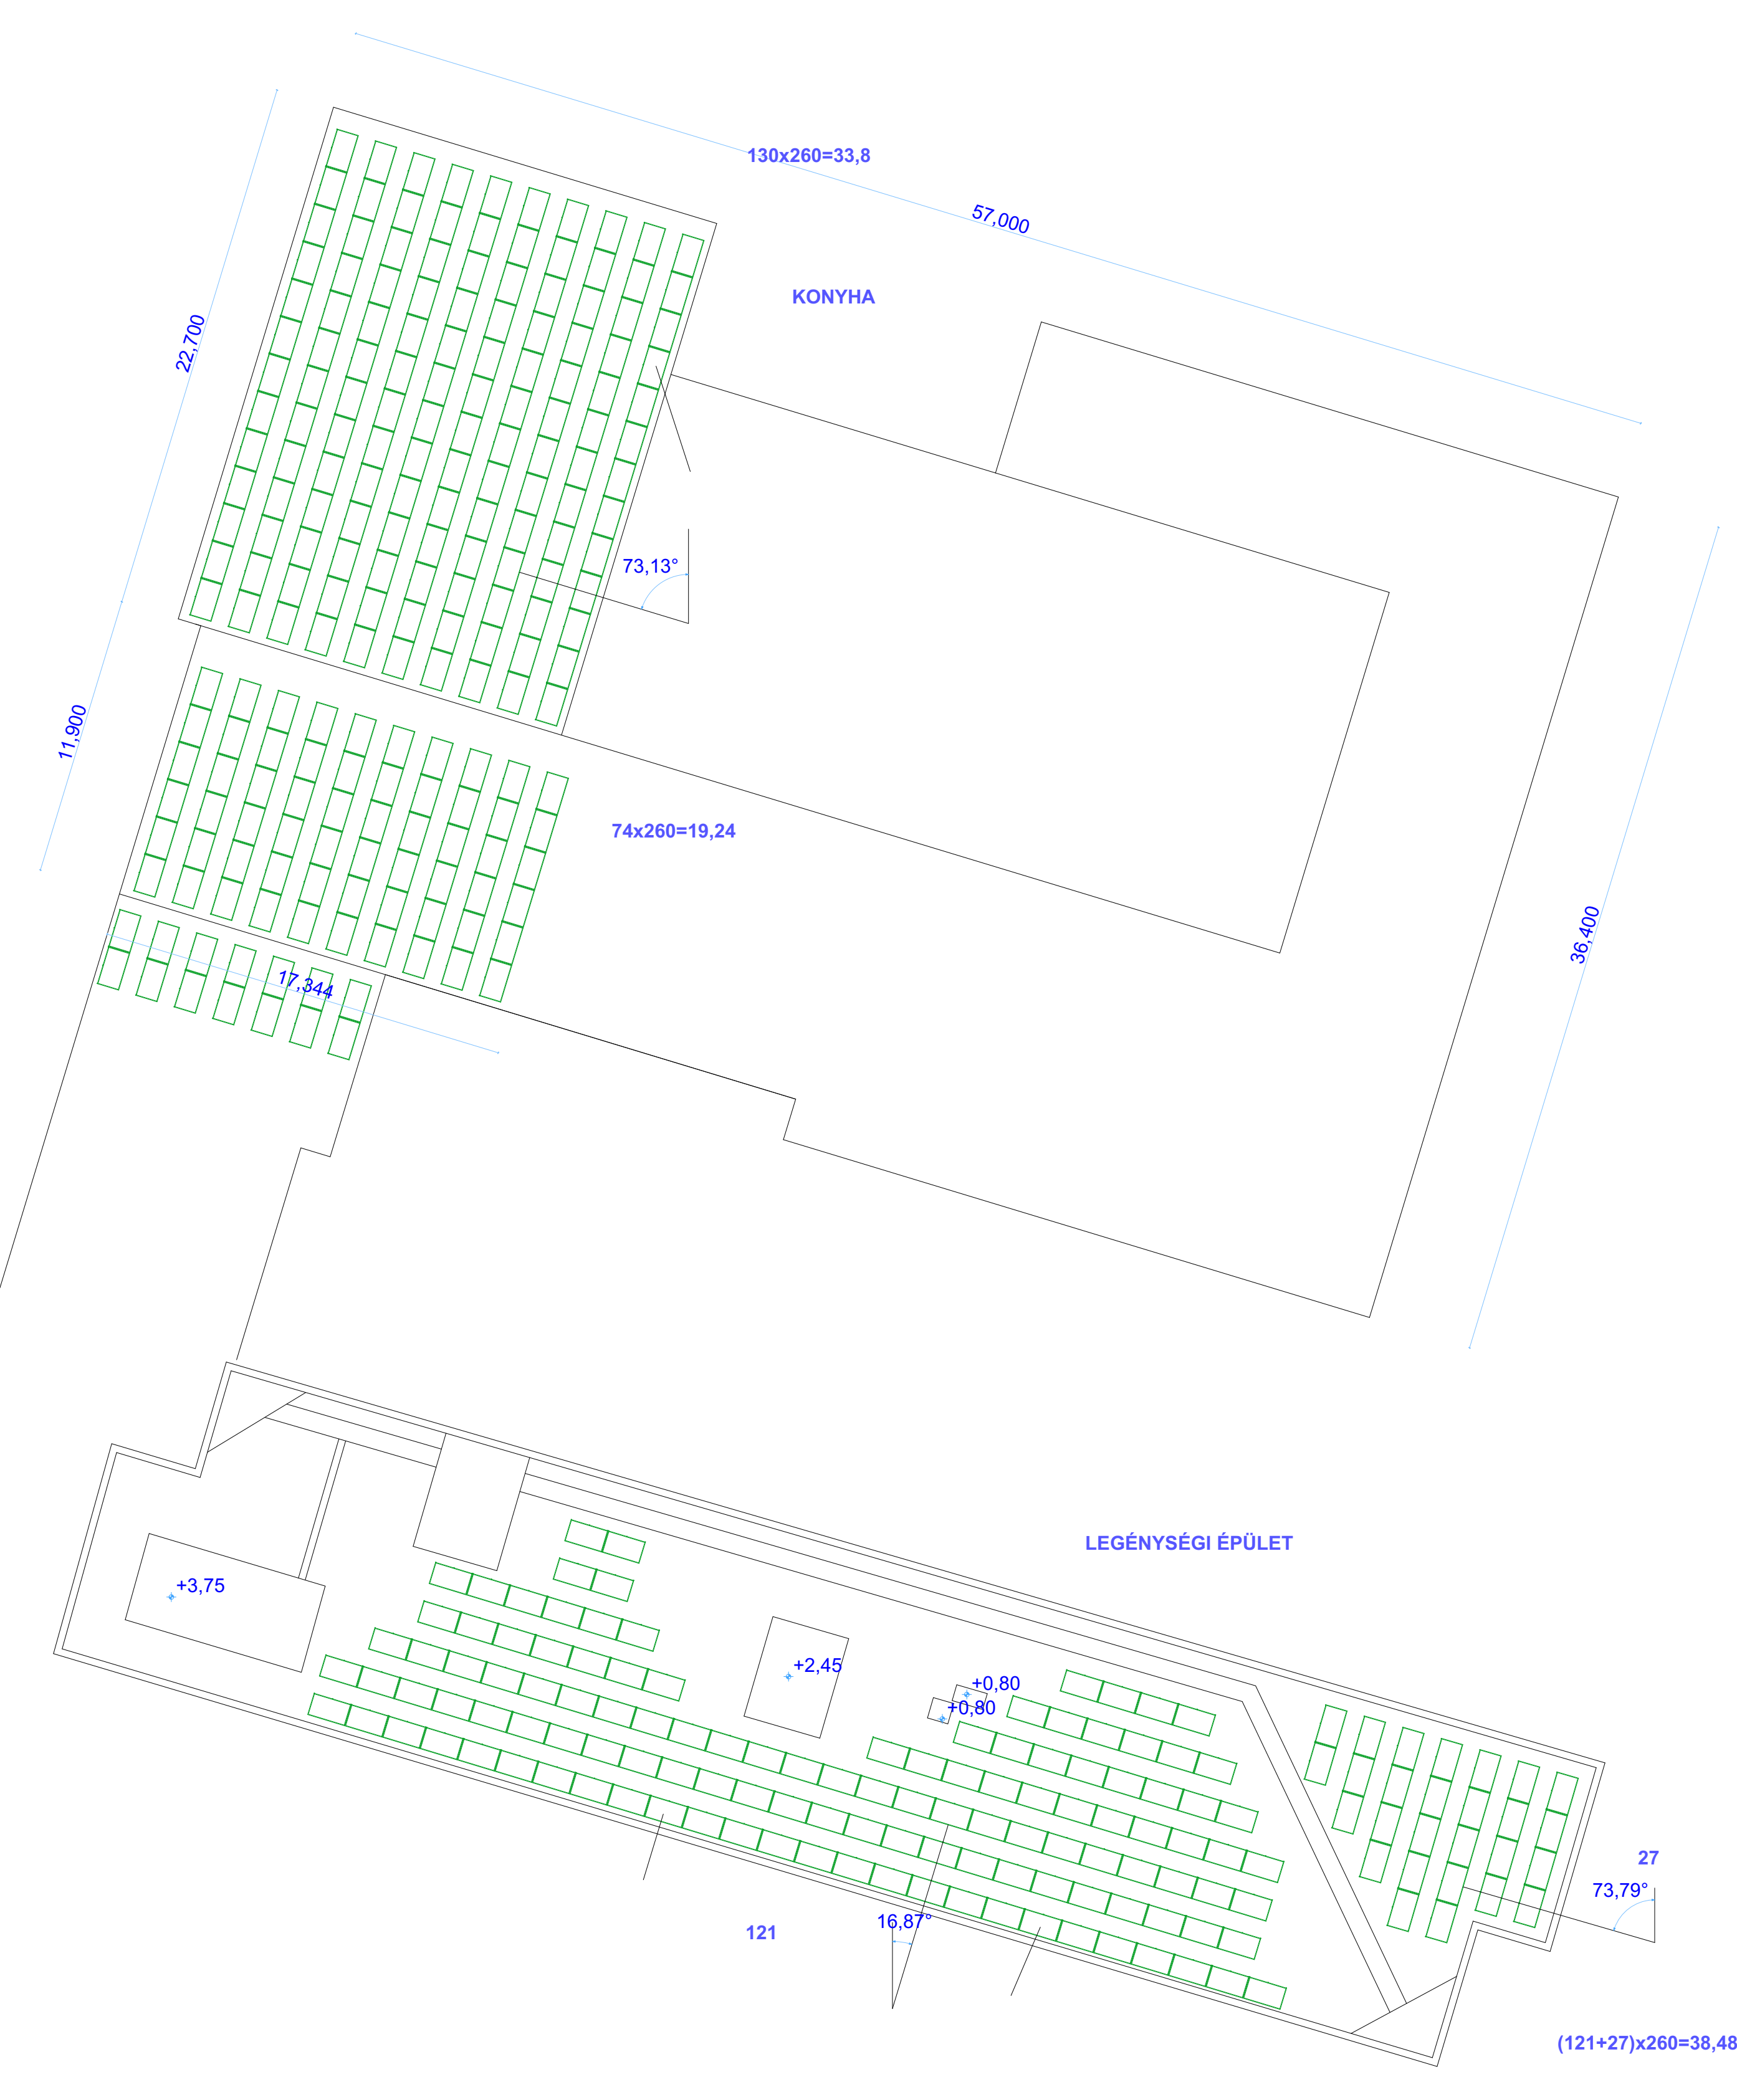 130x260=33,8
57,000
KONYHA
22,700
73,13°
11,900
74x260=19,24
36,400
17,344
LEGÉNYSÉGI ÉPÜLET
+3,75
+2,45
+0,80
+0,80
27
73,79°
16,87°
121
(121+27)x260=38,48